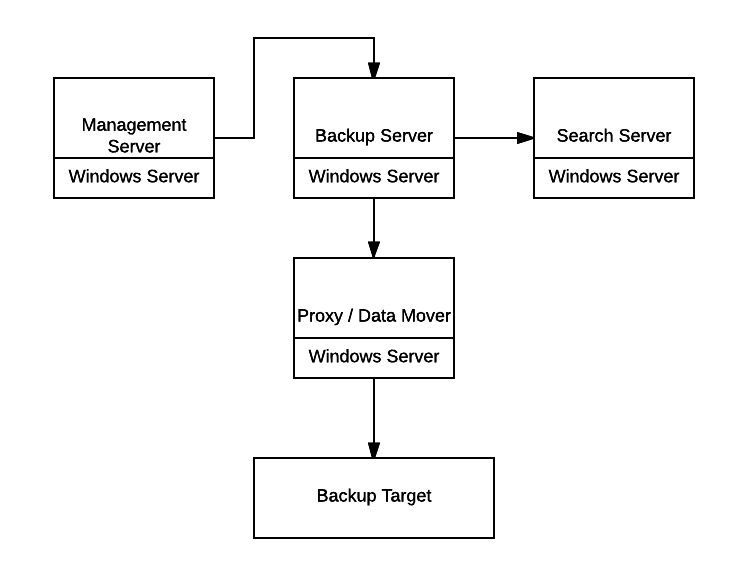 Management
Server
Windows Server
Backup Server
Windows Server
Search Server
Windows Server
Proxy / Data Mover
Windows Server
Backup Target